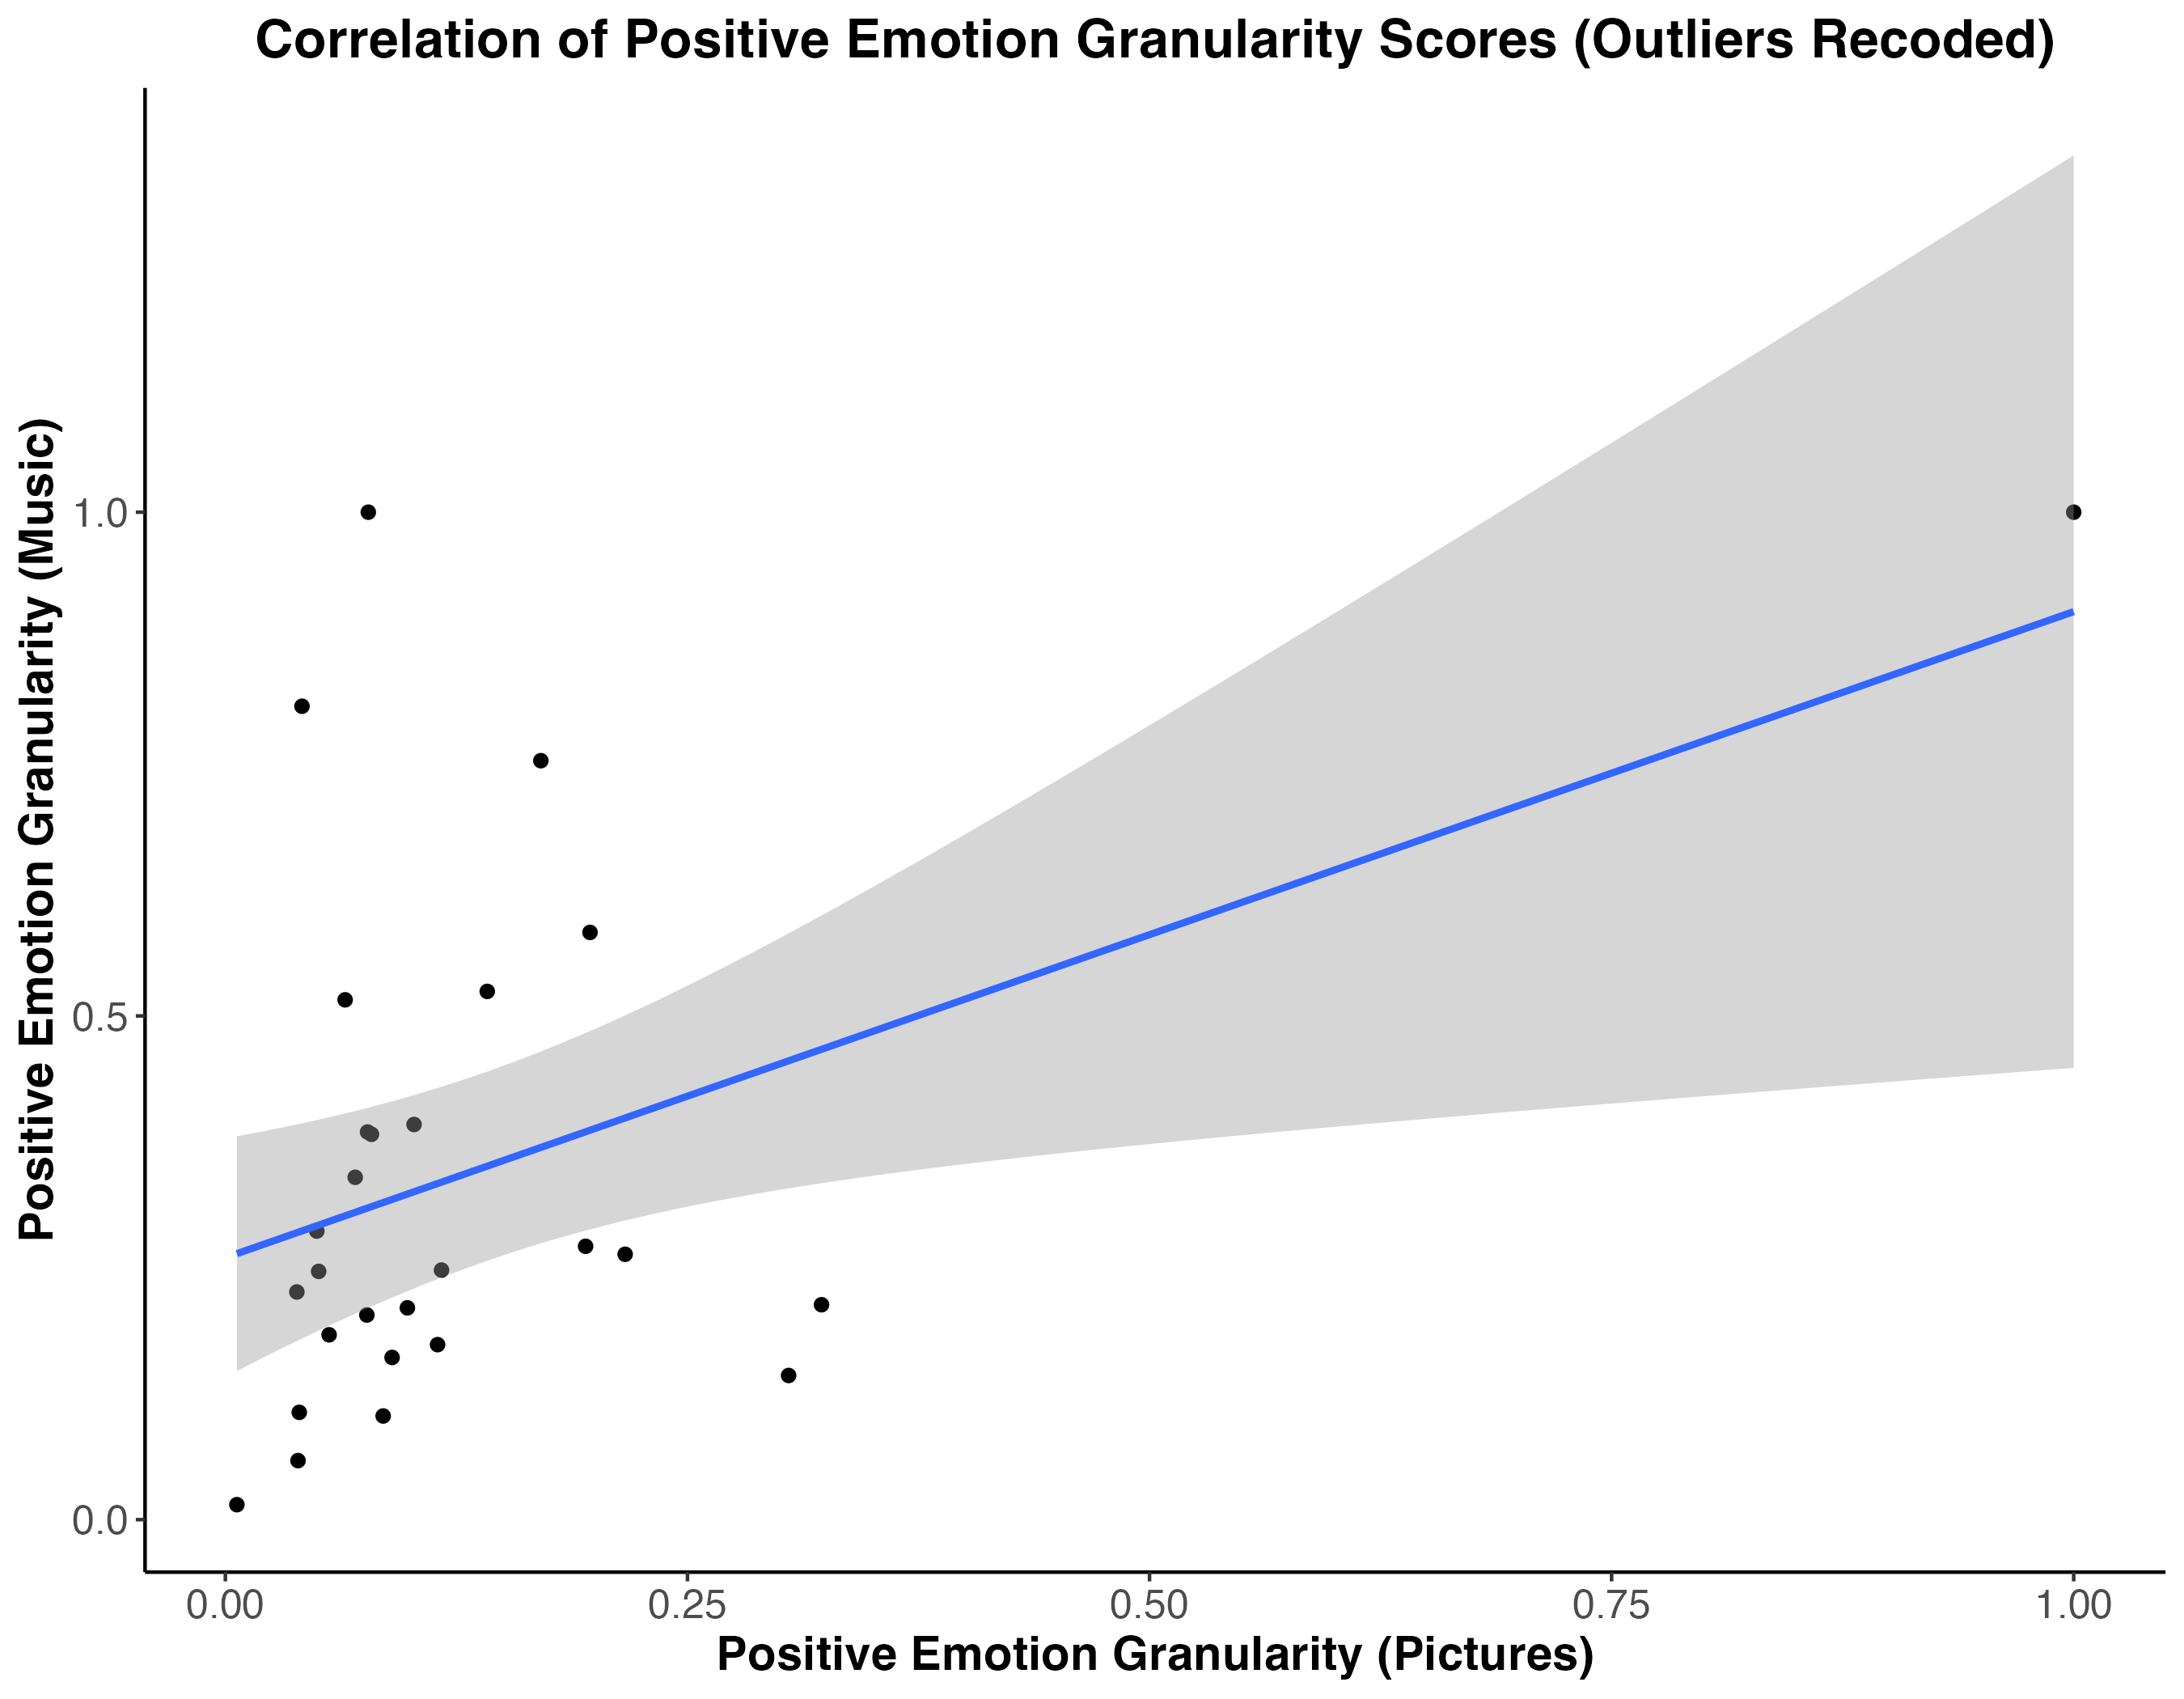 Correlation of Positive Emotion Granularity Scores (Outliers Recoded)
Positive Emotion Granularity (Music)
1.0
0.5
0.0
0.00 0.25 0.50 0.75 1.00
Positive Emotion Granularity (Pictures)